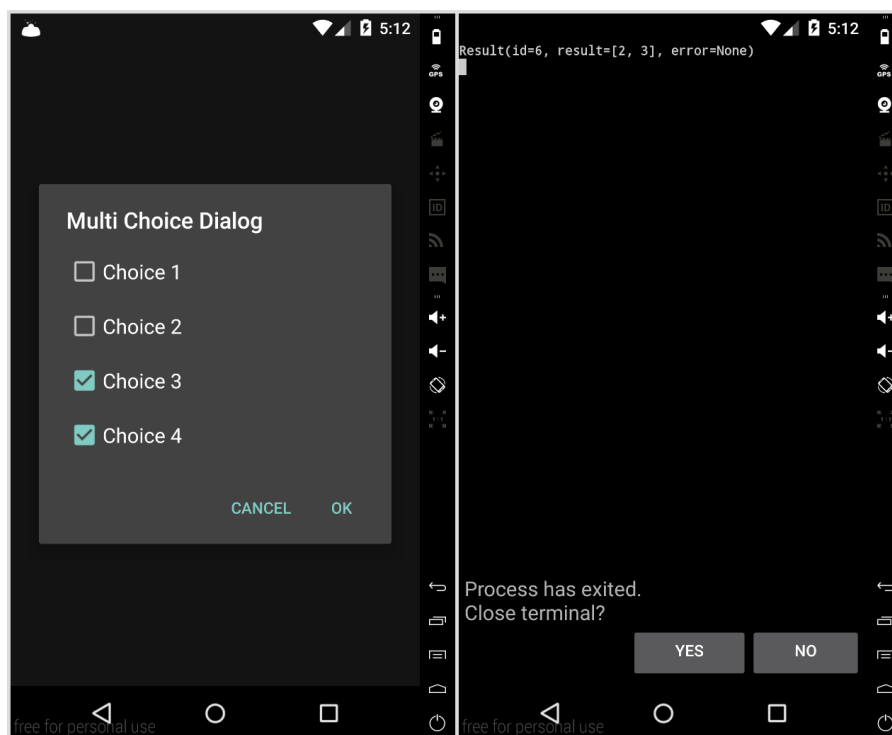 5:12
Multi Choice Dialog
Choice 1
Choice 2
Choice 3
Choice 4
CANCEL OK
free for personal use
GPS
ID
5:12
Result(id=6, result=[2, 3], error=None)
Process has exited.
Close terminal?
YES NO
free for personal use
GPS
ID